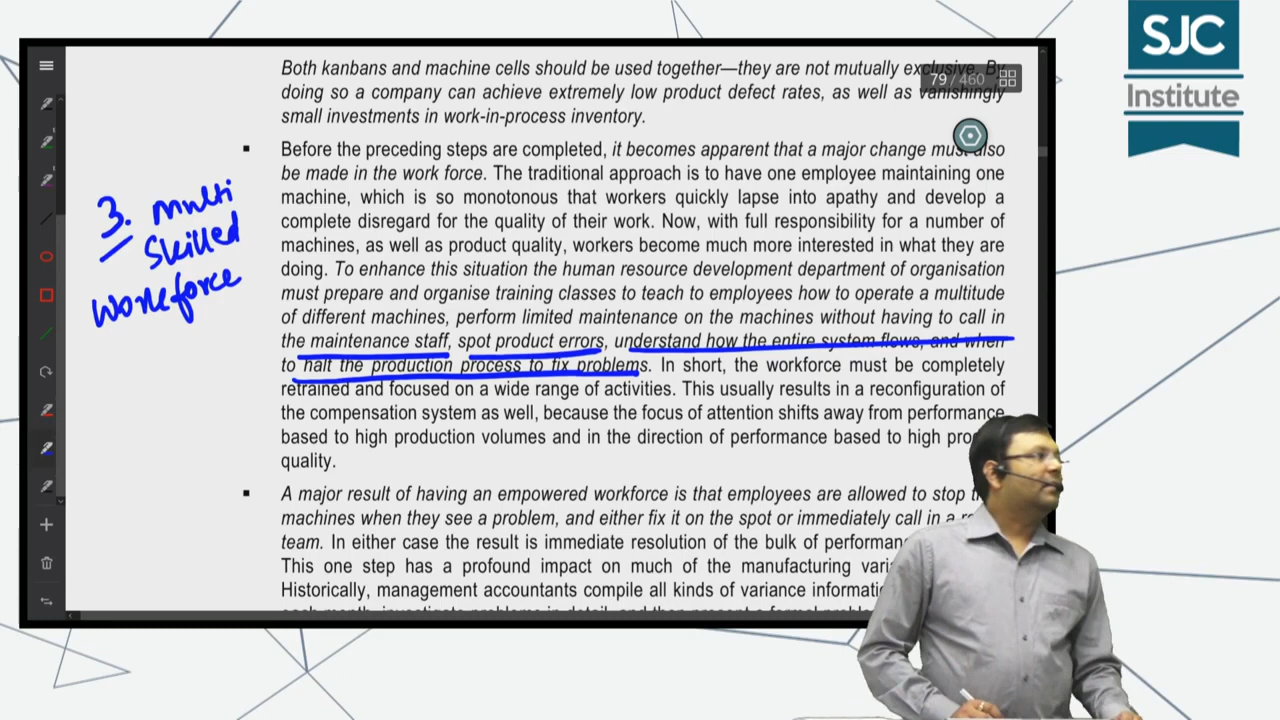 SJC
Institute
79 / 460
Both kanbans and machine cells should be used together—they are not mutually exclusive. By
doing so a company can achieve extremely low product defect rates, as well as vanishingly
small investments in work-in-process inventory.
▪ Before the preceding steps are completed, it becomes apparent that a major change must also
be made in the work force. The traditional approach is to have one employee maintaining one
machine, which is so monotonous that workers quickly lapse into apathy and develop a
complete disregard for the quality of their work. Now, with full responsibility for a number of
machines, as well as product quality, workers become much more interested in what they are
doing. To enhance this situation the human resource development department of organisation
must prepare and organise training classes to teach to employees how to operate a multitude
of different machines, perform limited maintenance on the machines without having to call in
the maintenance staff, spot product errors, understand how the entire system flows, and when
to halt the production process to fix problems. In short, the workforce must be completely
retrained and focused on a wide range of activities. This usually results in a reconfiguration of
the compensation system as well, because the focus of attention shifts away from performance
based to high production volumes and in the direction of performance based to high
quality.
▪ A major result of having an empowered workforce is that employees are allowed to stop
machines when they see a problem, and either fix it on the spot or immediately call in a
team. In either case the result is immediate resolution of the bulk of
This one step has a profound impact on much of the manufacturing
Historically, management accountants compile all kinds of variance
3. multi
skilled
workforce